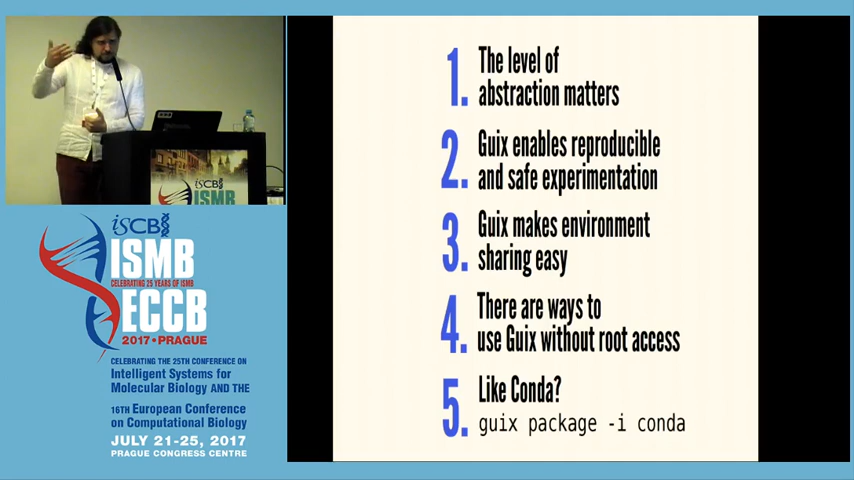 iSCB
ISMB
iSCB
ISMB
CELEBRATING 25 YEARS OF ISMB
ECCB
2017 • PRAGUE
CELEBRATING THE 25TH CONFERENCE ON
Intelligent Systems for
Molecular Biology AND THE
16TH European Conference
on Computational Biology
JULY 21-25, 2017
PRAGUE CONGRESS CENTRE
1. The level of
abstraction matters
2. Guix enables reproducible
and safe experimentation
3. Guix makes environment
sharing easy
4. There are ways to
use Guix without root access
5. Like Conda?
guix package -i conda